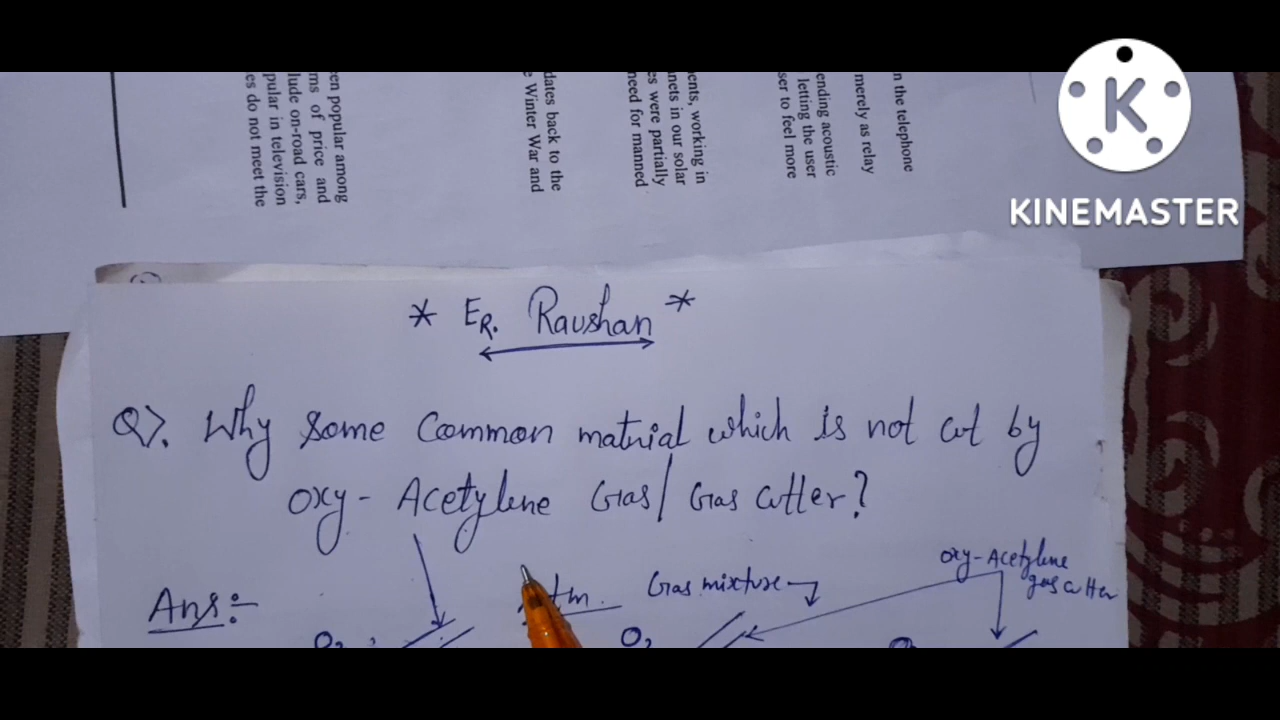 KINEMASTER
n the telephone
merely as relay
ending acoustic
letting the user
ser to feel more
ents, working in
nets in our solar
es were partially
need for manned
dates back to the
e Winter War and
en popular among
ms of price and
lude on-road cars,
pular in television
es do not meet the
* ER. Raushan *
Q>. Why some common matrial which is not cut by
oxy - Acetylene Gas/ Gas cutter?
oxy-Acetylene
gas cutter
Gas mixture
Ans:-
O2
O2